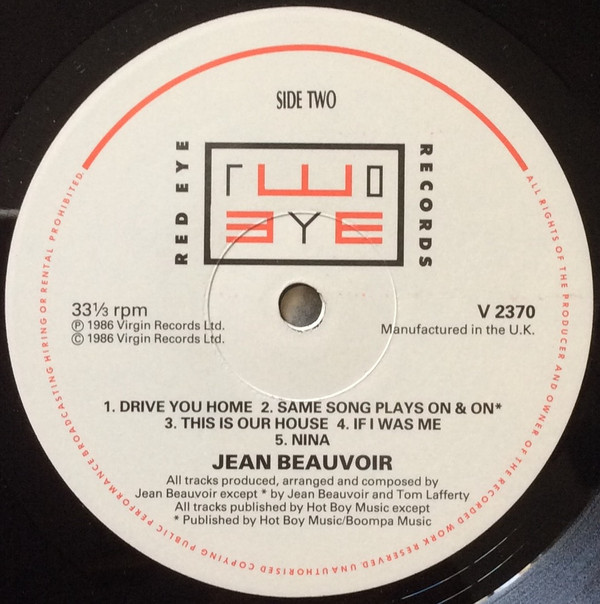 SIDE TWO
RED EYE
RECORDS
33⅓ rpm
Ⓟ 1986 Virgin Records Ltd.
© 1986 Virgin Records Ltd.
V 2370
Manufactured in the U.K.
1. DRIVE YOU HOME 2. SAME SONG PLAYS ON & ON*
3. THIS IS OUR HOUSE 4. IF I WAS ME
5. NINA
JEAN BEAUVOIR
All tracks produced, arranged and composed by
Jean Beauvoir except * by Jean Beauvoir and Tom Lafferty
All tracks published by Hot Boy Music except
* Published by Hot Boy Music/Boompa Music
ALL RIGHTS OF THE PRODUCER AND OWNER OF THE RECORDED WORK RESERVED. UNAUTHORISED COPYING PUBLIC PERFORMANCE BROADCASTING HIRING OR RENTAL PROHIBITED.